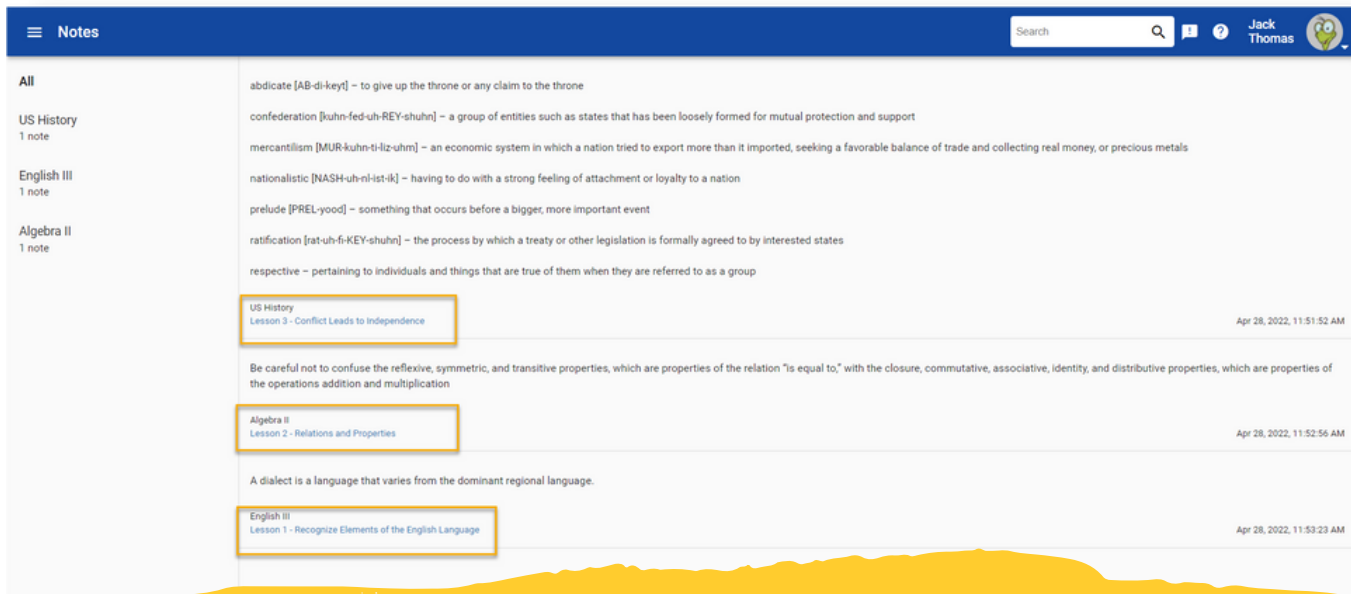 Notes
Search
Jack
Thomas
All
US History
1 note
English III
1 note
Algebra II
1 note
abdicate [AB-di-keyt] – to give up the throne or any claim to the throne
confederation [kuhn-fed-uh-REY-shuhn] – a group of entities such as states that has been loosely formed for mutual protection and support
mercantilism [MUR-kuhn-ti-liz-uhm] – an economic system in which a nation tried to export more than it imported, seeking a favorable balance of trade and collecting real money, or precious metals
nationalistic [NASH-uh-nl-ist-ik] – having to do with a strong feeling of attachment or loyalty to a nation
prelude [PREL-yood] – something that occurs before a bigger, more important event
ratification [rat-uh-fi-KEY-shuhn] – the process by which a treaty or other legislation is formally agreed to by interested states
respective – pertaining to individuals and things that are true of them when they are referred to as a group
US History
Lesson 3 - Conflict Leads to Independence
Apr 28, 2022, 11:51:52 AM
Be careful not to confuse the reflexive, symmetric, and transitive properties, which are properties of the relation "is equal to," with the closure, commutative, associative, identity, and distributive properties, which are properties of
the operations addition and multiplication
Algebra II
Lesson 2 - Relations and Properties
Apr 28, 2022, 11:52:56 AM
A dialect is a language that varies from the dominant regional language.
English III
Lesson 1 - Recognize Elements of the English Language
Apr 28, 2022, 11:53:23 AM